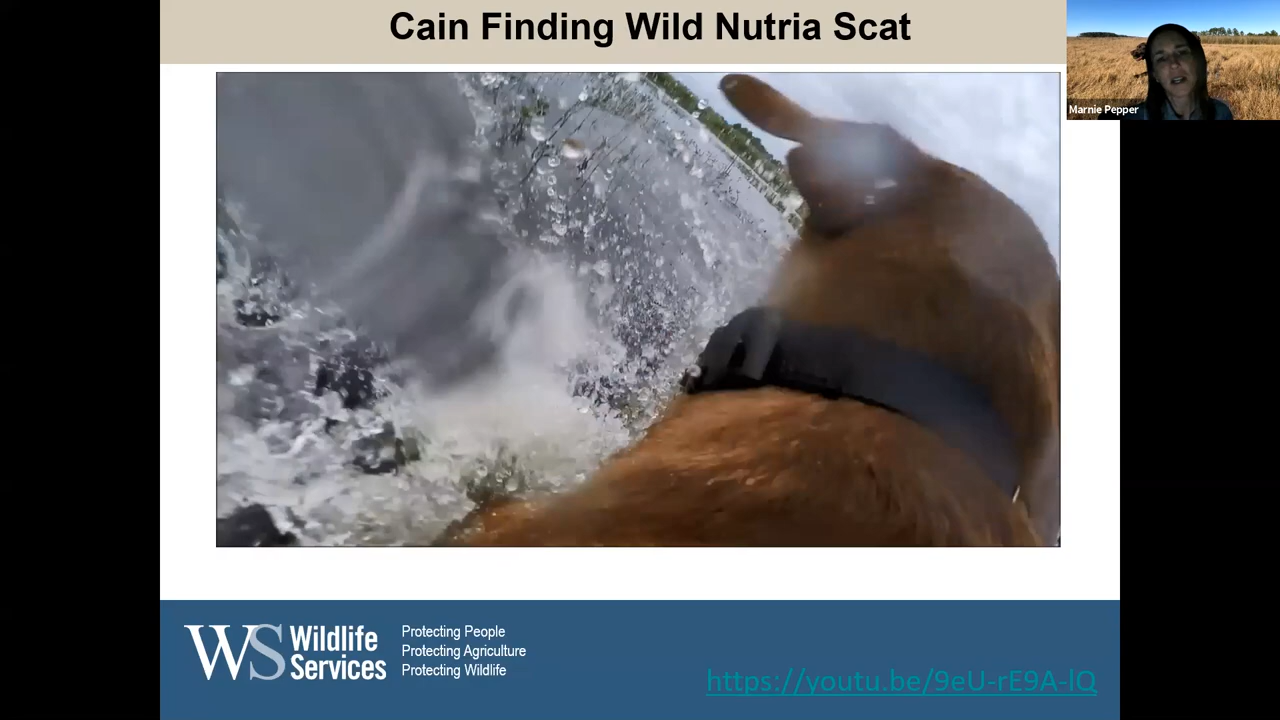 Cain Finding Wild Nutria Scat
Marnie Pepper
WS Wildlife Services
Protecting People
Protecting Agriculture
Protecting Wildlife
https://youtu.be/9eU-rE9A-lQ